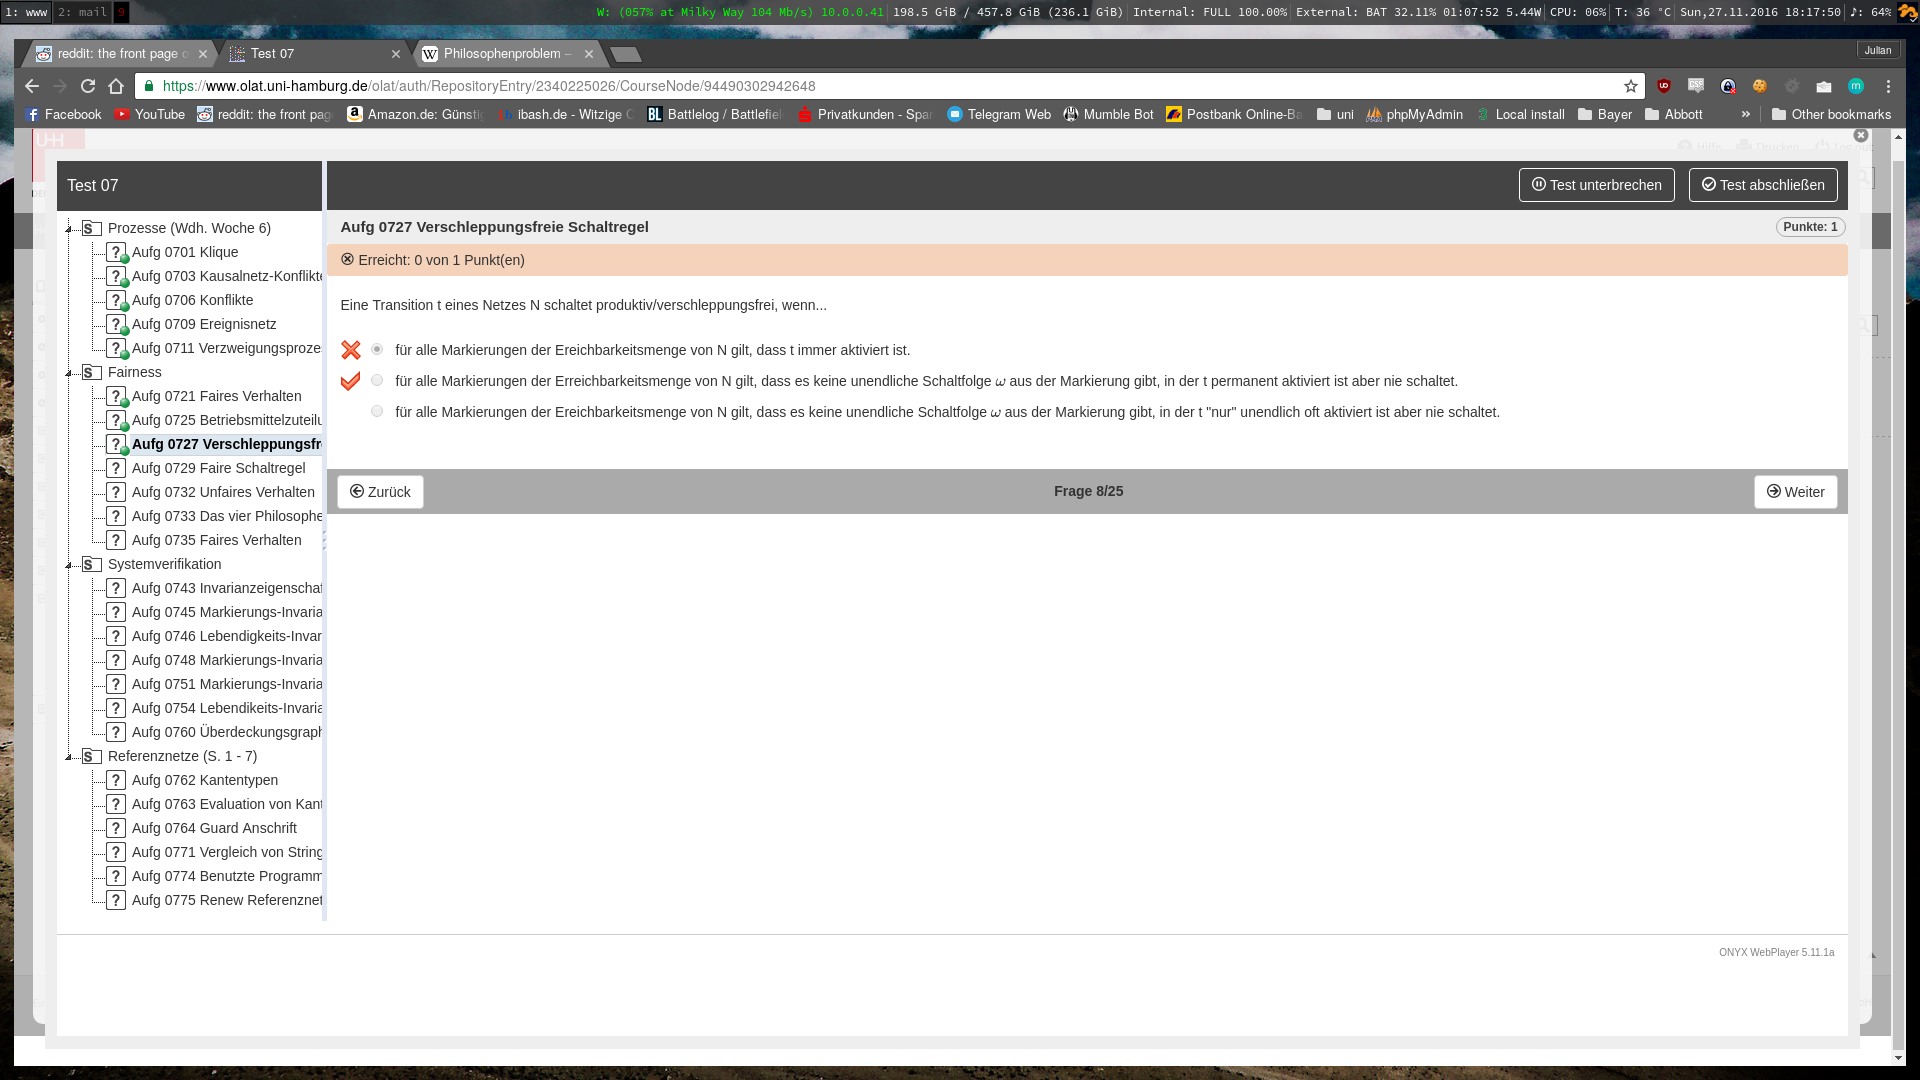 1: www 2: mail 9 W: (057% at Milky Way 104 Mb/s) 10.0.0.41 198.5 GiB / 457.8 GiB (236.1 GiB) Internal: FULL 100.00% External: BAT 32.11% 01:07:52 5.44W CPU: 06% T: 36 °C Sun,27.11.2016 18:17:50 ♪: 64%
reddit: the front page o Test 07 Philosophenproblem – Julian
https://www.olat.uni-hamburg.de/olat/auth/RepositoryEntry/2340225026/CourseNode/94490302942648
Facebook YouTube reddit: the front pag Amazon.de: Günsti ibash.de - Witzige Battlelog / Battlefiel Privatkunden - Spar Telegram Web Mumble Bot Postbank Online-Ba uni phpMyAdmin Local install Bayer Abbott » Other bookmarks
Test 07
Test unterbrechen
Test abschließen
Prozesse (Wdh. Woche 6)
Aufg 0701 Klique
Aufg 0703 Kausalnetz-Konflikte
Aufg 0706 Konflikte
Aufg 0709 Ereignisnetz
Aufg 0711 Verzweigungsproze
Fairness
Aufg 0721 Faires Verhalten
Aufg 0725 Betriebsmittelzuteilu
Aufg 0727 Verschleppungsfr
Aufg 0729 Faire Schaltregel
Aufg 0732 Unfaires Verhalten
Aufg 0733 Das vier Philosophe
Aufg 0735 Faires Verhalten
Systemverifikation
Aufg 0743 Invarianzeigenschaf
Aufg 0745 Markierungs-Invaria
Aufg 0746 Lebendigkeits-Invar
Aufg 0748 Markierungs-Invaria
Aufg 0751 Markierungs-Invaria
Aufg 0754 Lebendikeits-Invaria
Aufg 0760 Überdeckungsgraph
Referenznetze (S. 1 - 7)
Aufg 0762 Kantentypen
Aufg 0763 Evaluation von Kant
Aufg 0764 Guard Anschrift
Aufg 0771 Vergleich von String
Aufg 0774 Benutzte Programm
Aufg 0775 Renew Referenznet
Aufg 0727 Verschleppungsfreie Schaltregel
Punkte: 1
Erreicht: 0 von 1 Punkt(en)
Eine Transition t eines Netzes N schaltet produktiv/verschleppungsfrei, wenn...
für alle Markierungen der Ereichbarkeitsmenge von N gilt, dass t immer aktiviert ist.
für alle Markierungen der Erreichbarkeitsmenge von N gilt, dass es keine unendliche Schaltfolge ω aus der Markierung gibt, in der t permanent aktiviert ist aber nie schaltet.
für alle Markierungen der Ereichbarkeitsmenge von N gilt, dass es keine unendliche Schaltfolge ω aus der Markierung gibt, in der t "nur" unendlich oft aktiviert ist aber nie schaltet.
Zurück
Frage 8/25
Weiter
ONYX WebPlayer 5.11.1a